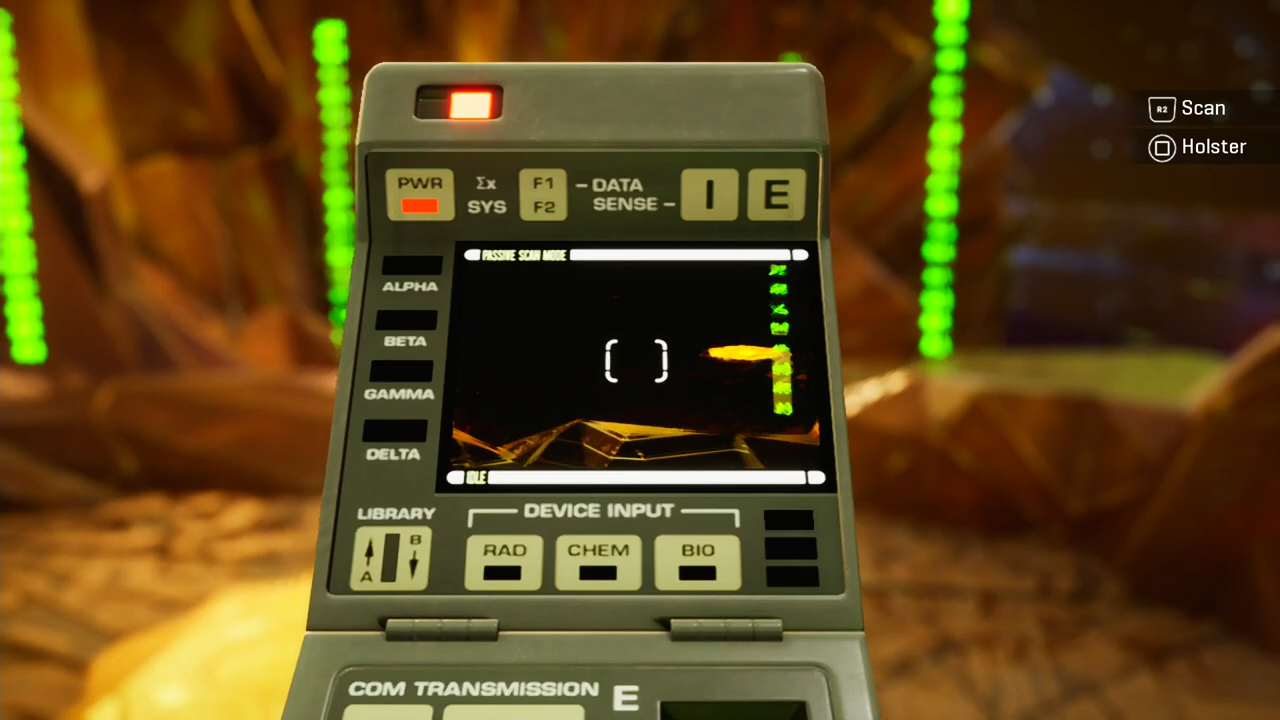 R2 Scan
Holster
PWR Σx F1 – DATA I E
SYS F2 SENSE –
PASSIVE SCAN MODE
ALPHA
BETA
GAMMA
DELTA
IDLE
LIBRARY DEVICE INPUT
A B RAD CHEM BIO
COM TRANSMISSION E